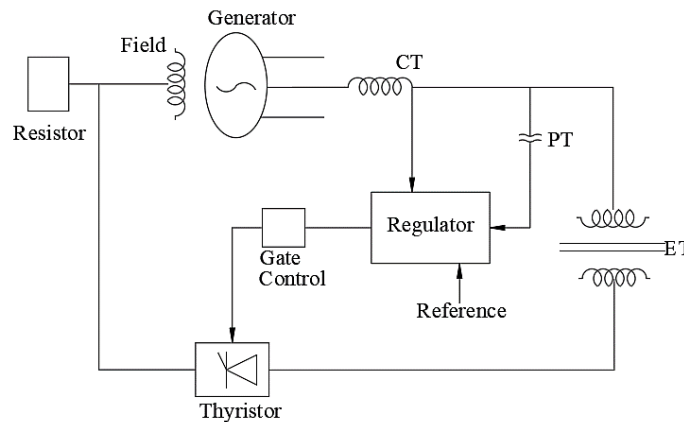 Generator
Field
CT
Resistor
PT
Regulator
Gate
Control
ET
Reference
Thyristor